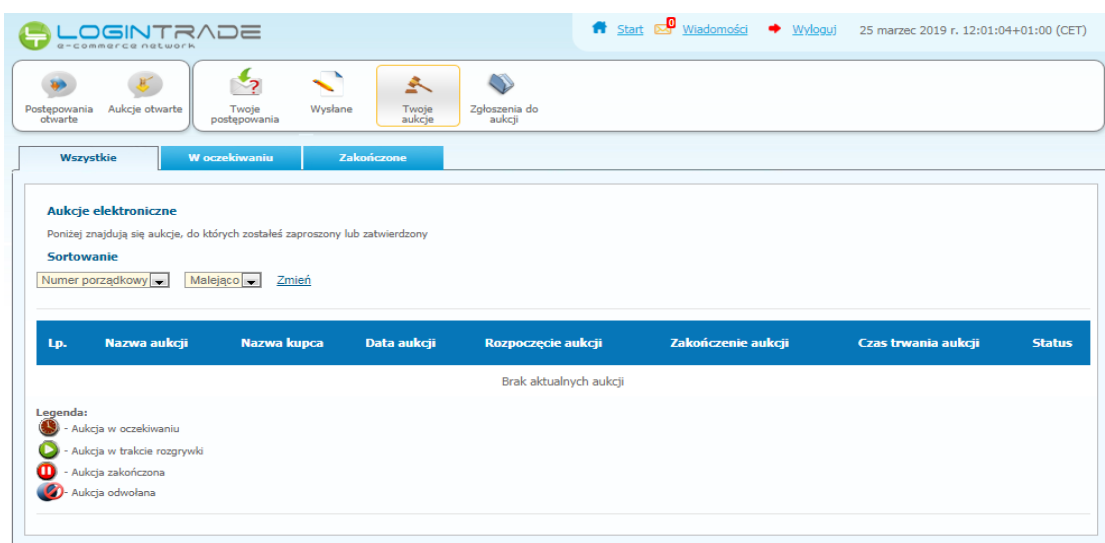 LOGINTRADE
e-commerce network
Start 0 Wiadomości Wyloguj 25 marzec 2019 r. 12:01:04+01:00 (CET)
Postępowania otwarte
Aukcje otwarte
Twoje postępowania
Wysłane
Twoje aukcje
Zgłoszenia do aukcji
Wszystkie W oczekiwaniu Zakończone
Aukcje elektroniczne
Poniżej znajdują się aukcje, do których zostałeś zaproszony lub zatwierdzony
Sortowanie
Numer porządkowy Malejąco Zmień
Lp. Nazwa aukcji Nazwa kupca Data aukcji Rozpoczęcie aukcji Zakończenie aukcji Czas trwania aukcji Status
Brak aktualnych aukcji
Legenda:
- Aukcja w oczekiwaniu
- Aukcja w trakcie rozgrywki
- Aukcja zakończona
- Aukcja odwołana